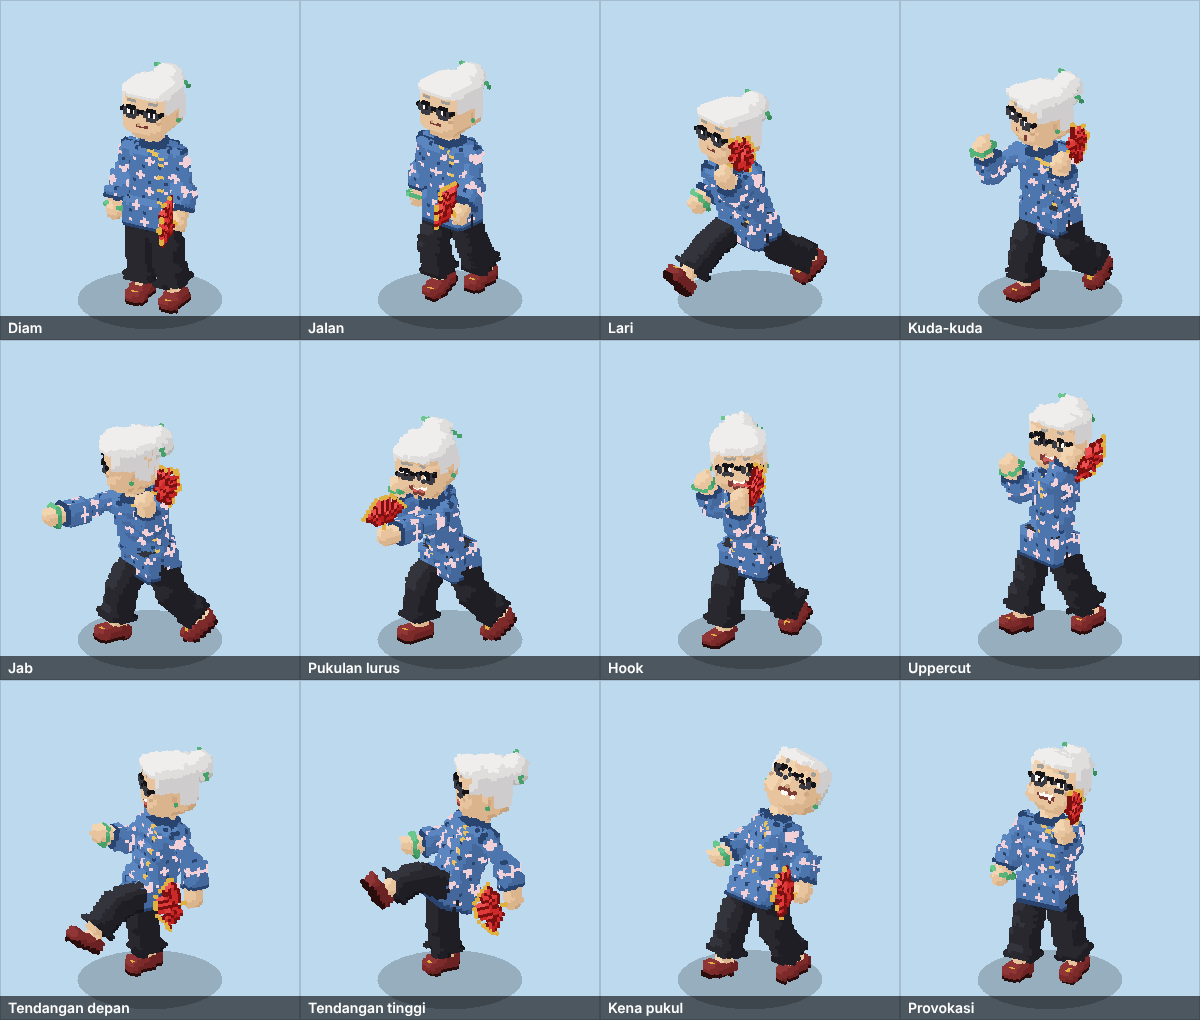 Diam
Jalan
Lari
Kuda-kuda
Jab
Pukulan lurus
Hook
Uppercut
Tendangan depan
Tendangan tinggi
Kena pukul
Provokasi